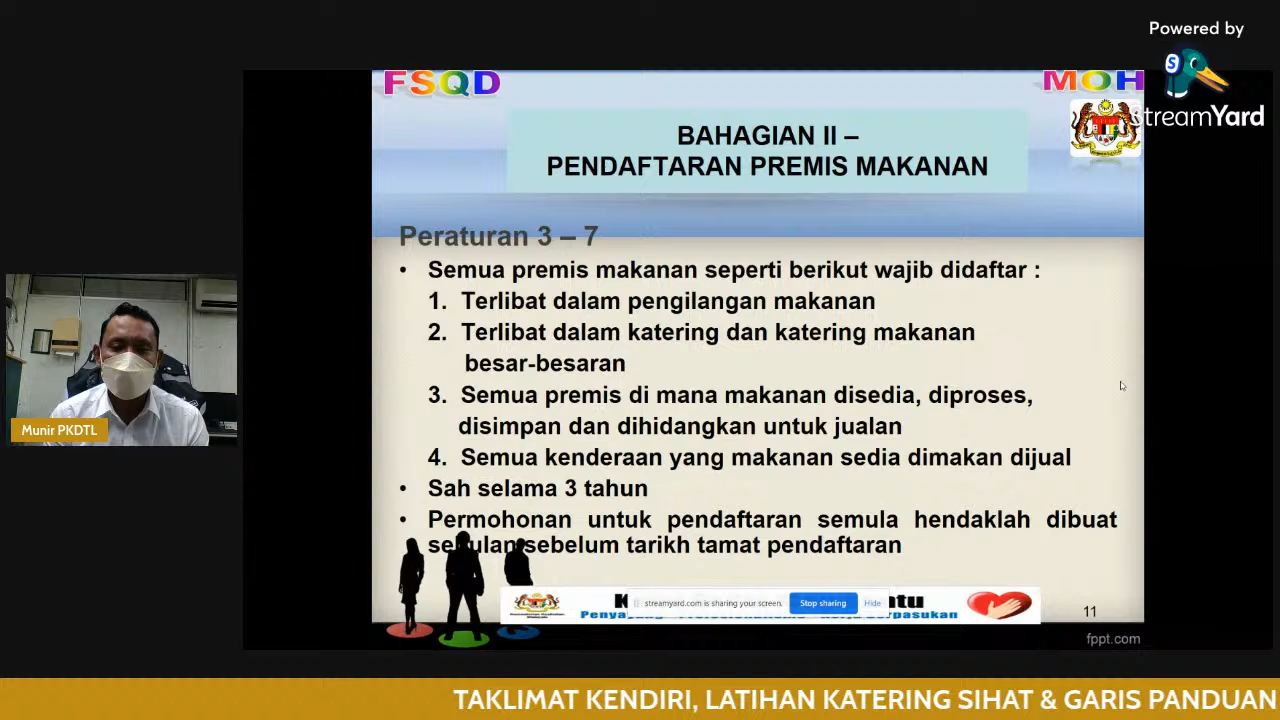 Powered by
StreamYard
FSQD
MOH
BAHAGIAN II –
PENDAFTARAN PREMIS MAKANAN
Peraturan 3 – 7
• Semua premis makanan seperti berikut wajib didaftar :
1. Terlibat dalam pengilangan makanan
2. Terlibat dalam katering dan katering makanan
besar-besaran
3. Semua premis di mana makanan disedia, diproses,
disimpan dan dihidangkan untuk jualan
4. Semua kenderaan yang makanan sedia dimakan dijual
• Sah selama 3 tahun
• Permohonan untuk pendaftaran semula hendaklah dibuat
sebulan sebelum tarikh tamat pendaftaran
Munir PKDTL
streamyard.com is sharing your screen.
Stop sharing
Hide
11
fppt.com
TAKLIMAT KENDIRI, LATIHAN KATERING SIHAT & GARIS PANDUAN